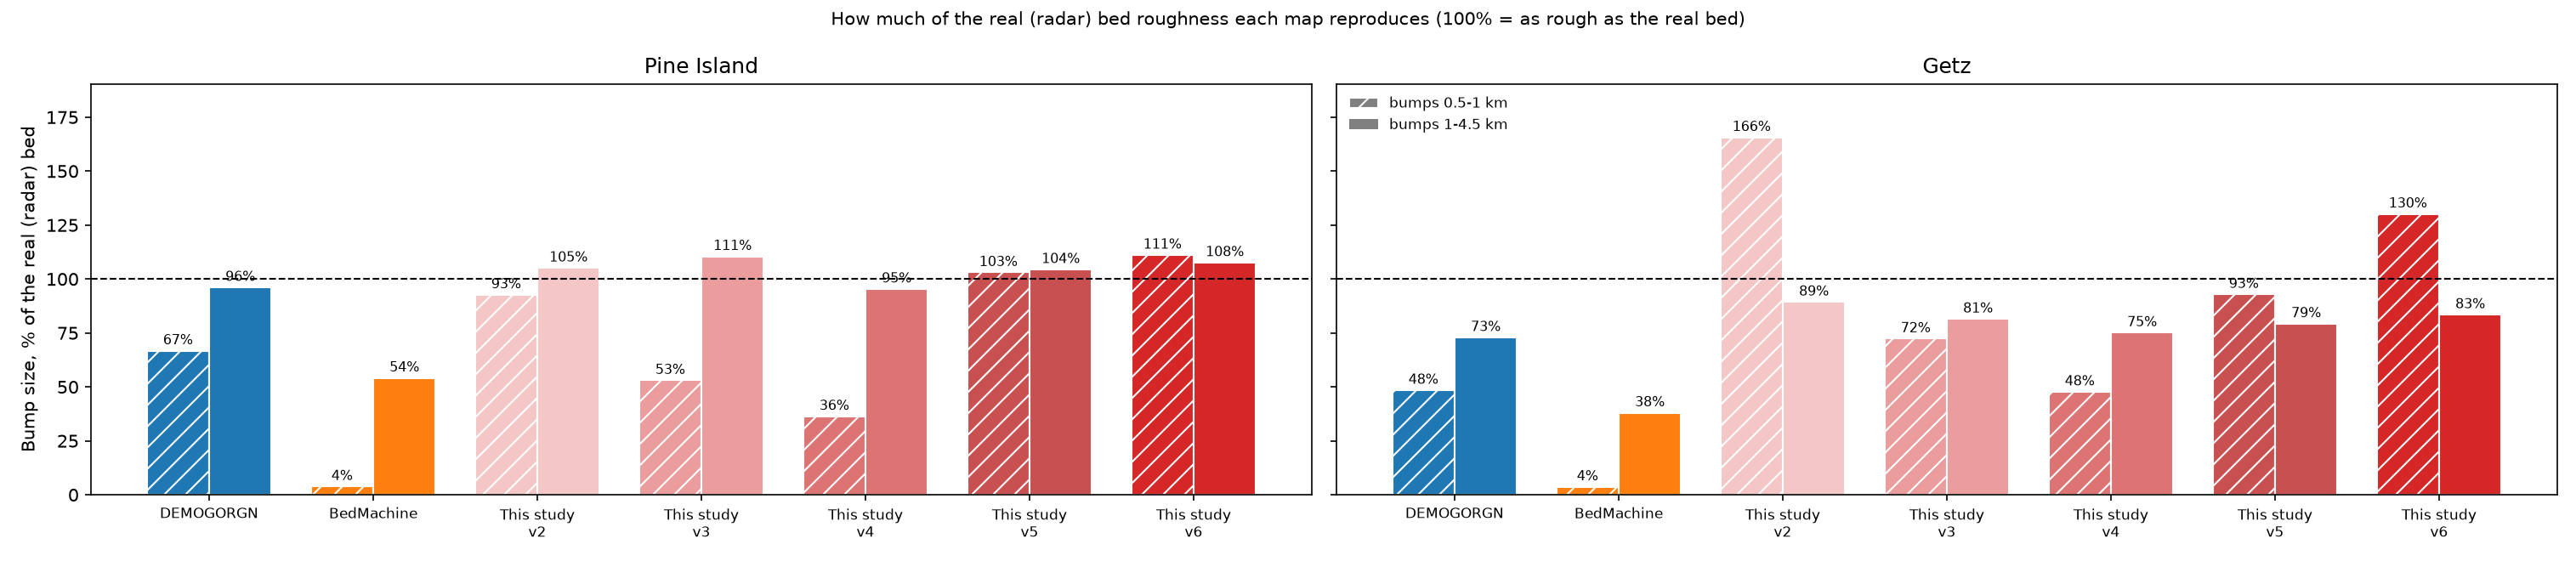 How much of the real (radar) bed roughness each map reproduces (100% = as rough as the real bed)
Pine Island
Bump size, % of the real (radar) bed
175
150
125
100
75
50
25
0
67%
96%
4%
54%
93%
105%
53%
111%
36%
95%
103%
104%
111%
108%
DEMOGORGN
BedMachine
This study
v2
This study
v3
This study
v4
This study
v5
This study
v6
Getz
bumps 0.5-1 km
bumps 1-4.5 km
48%
73%
4%
38%
166%
89%
72%
81%
48%
75%
93%
79%
130%
83%
DEMOGORGN
BedMachine
This study
v2
This study
v3
This study
v4
This study
v5
This study
v6